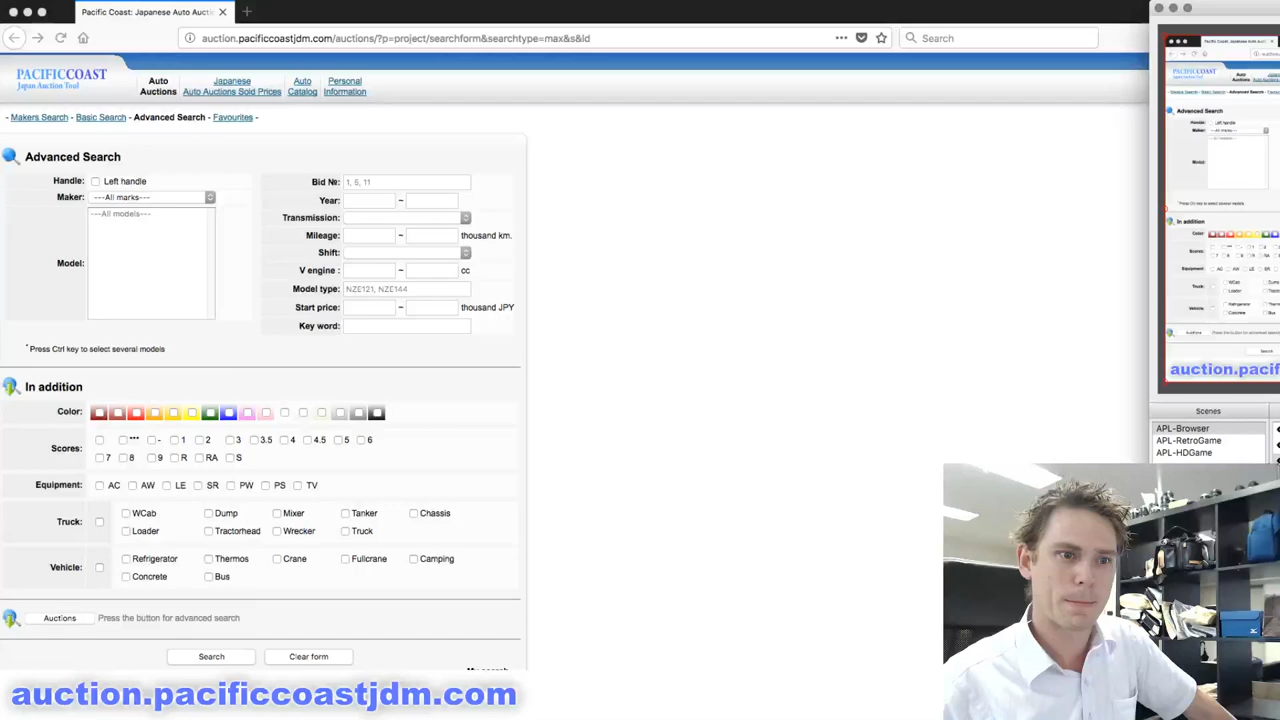 Pacific Coast: Japanese Auto Aucti
auction.pacificcoastjdm.com/auctions/?p=project/searchform&searchtype=max&s&id
Search
PACIFICCOAST
Japan Auction Tool
Auto Auctions
Japanese Auto Auctions Sold Prices
Auto Catalog
Personal Information
- Makers Search - Basic Search - Advanced Search - Favourites -
Advanced Search
Handle: Left handle
Maker: ---All marks---
Model: ---All models---
* Press Ctrl key to select several models
Bid №: 1, 5, 11
Year: ~
Transmission:
Mileage: ~ thousand km.
Shift:
V engine : ~ cc
Model type: NZE121, NZE144
Start price: ~ thousand JPY
Key word:
In addition
Color:
Scores: *** - 1 2 3 3.5 4 4.5 5 6
7 8 9 R RA S
Equipment: AC AW LE SR PW PS TV
Truck: WCab Dump Mixer Tanker Chassis
Loader Tractorhead Wrecker Truck
Vehicle: Refrigerator Thermos Crane Fullcrane Camping
Concrete Bus
Auctions Press the button for advanced search
Search Clear form
auction.pacificcoastjdm.com
Advanced Search
In addition
auction.pacif
Scenes
APL-Browser
APL-RetroGame
APL-HDGame